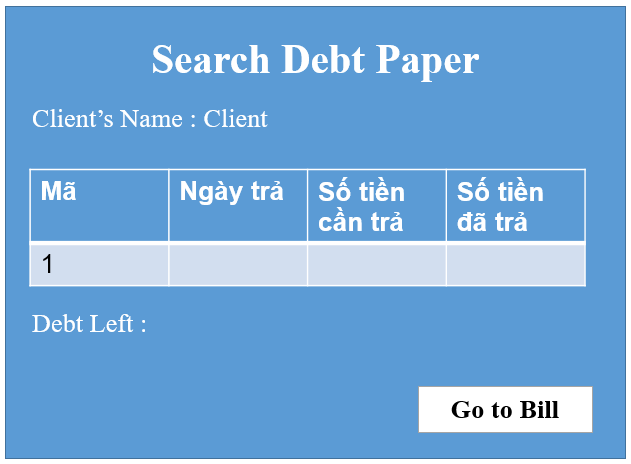 Search Debt Paper
Client’s Name : Client
Mã Ngày trả Số tiền cần trả Số tiền đã trả
1
Debt Left :
Go to Bill